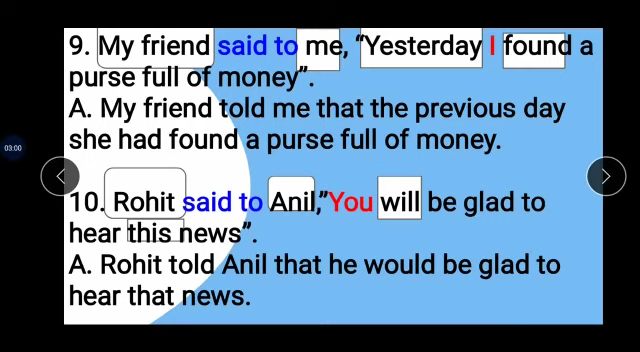 9. My friend said to me, “Yesterday I found a
purse full of money”.
A. My friend told me that the previous day
she had found a purse full of money.
03:00
10. Rohit said to Anil,”You will be glad to
hear this news”.
A. Rohit told Anil that he would be glad to
hear that news.